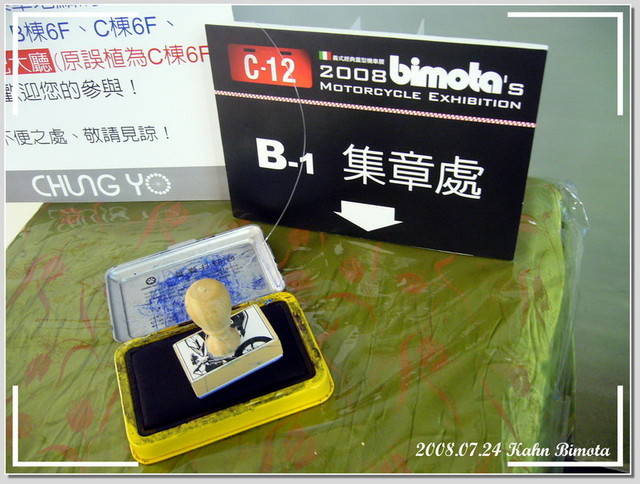 B棟6F、C棟6F、
大廳(原誤植為C棟6F
歡迎您的參與！
不便之處、敬請見諒！
CHUNG YO
C-12
義式經典重型機車展
2008 bimota's
MOTORCYCLE EXHIBITION
B-1 集章處
2008.07.24 Kahn Bimota